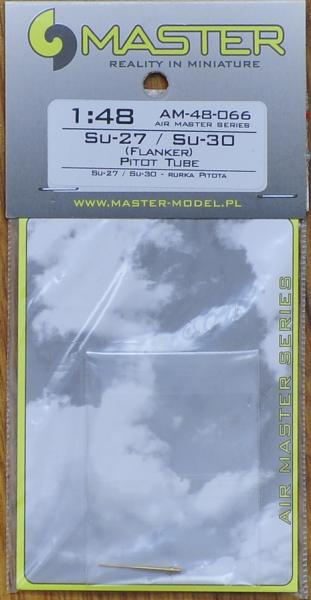 MASTER
REALITY IN MINIATURE
1:48 AM-48-066
AIR MASTER SERIES
Su-27 / Su-30
(Flanker)
Pitot Tube
Su-27 / Su-30 - rurka Pitota
WWW.MASTER-MODEL.PL
AIR MASTER SERIES